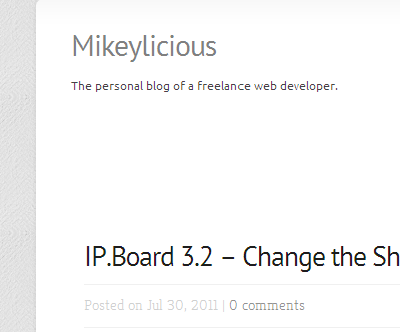 Mikeylicious
The personal blog of a freelance web developer.
IP.Board 3.2 – Change the Sh
Posted on Jul 30, 2011 | 0 comments